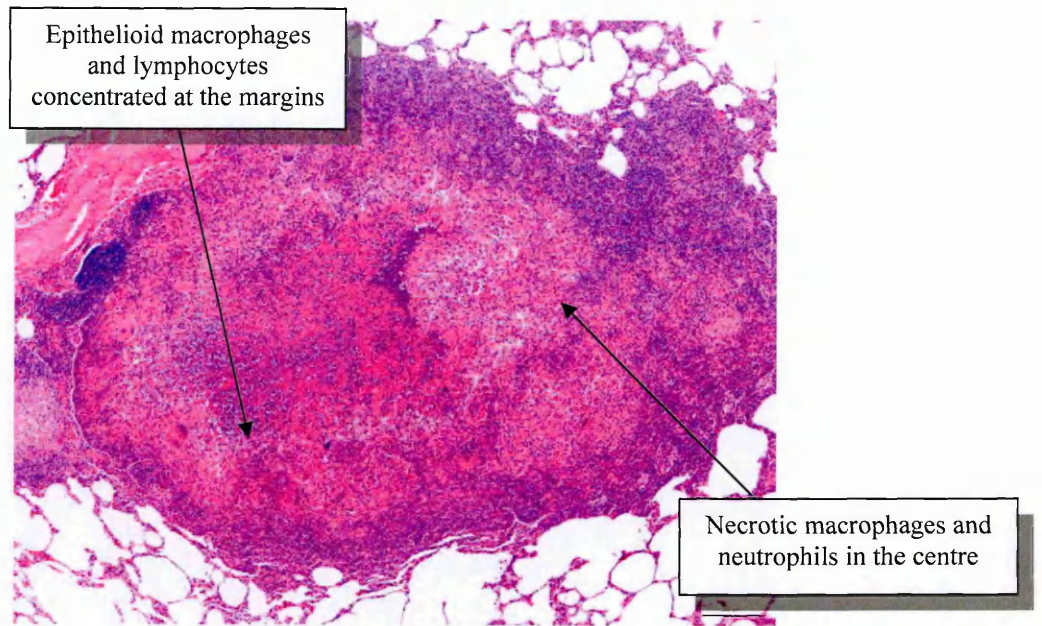 Epithelioid macrophages
and lymphocytes
concentrated at the margins
Necrotic macrophages and
neutrophils in the centre